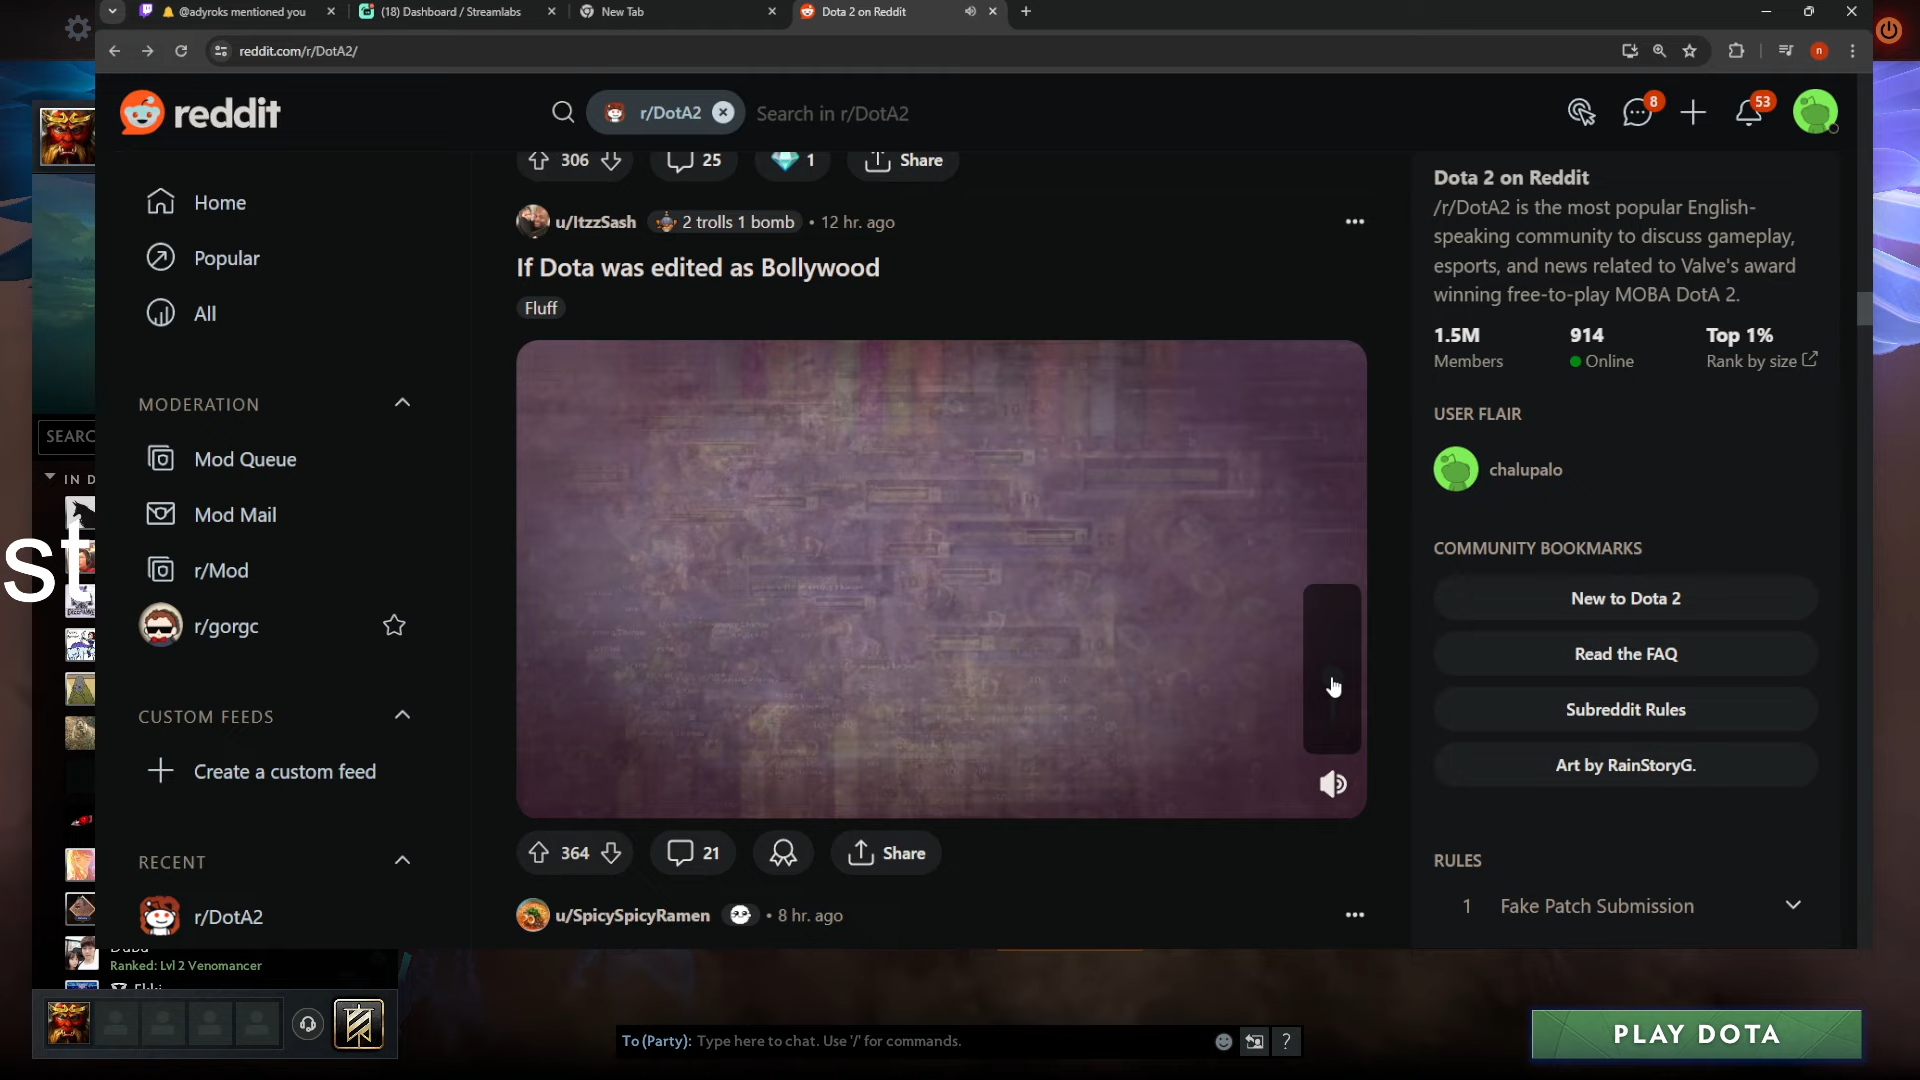 @adyroks mentioned you
(18) Dashboard / Streamlabs
New Tab
Dota 2 on Reddit
reddit.com/r/DotA2/
n
reddit
r/DotA2
Search in r/DotA2
8
53
306
25
1
Share
Home
Popular
All
MODERATION
Mod Queue
Mod Mail
r/Mod
r/gorgc
CUSTOM FEEDS
Create a custom feed
RECENT
r/DotA2
u/ItzzSash
2 trolls 1 bomb
• 12 hr. ago
If Dota was edited as Bollywood
Fluff
364
21
Share
u/SpicySpicyRamen
• 8 hr. ago
Dota 2 on Reddit
/r/DotA2 is the most popular English-
speaking community to discuss gameplay,
esports, and news related to Valve's award
winning free-to-play MOBA DotA 2.
1.5M
914
Top 1%
Members
Online
Rank by size
USER FLAIR
chalupalo
COMMUNITY BOOKMARKS
New to Dota 2
Read the FAQ
Subreddit Rules
Art by RainStoryG.
RULES
1 Fake Patch Submission
SEARC
IN D
st
Ranked: Lvl 2 Venomancer
To (Party): Type here to chat. Use '/' for commands.
?
PLAY DOTA